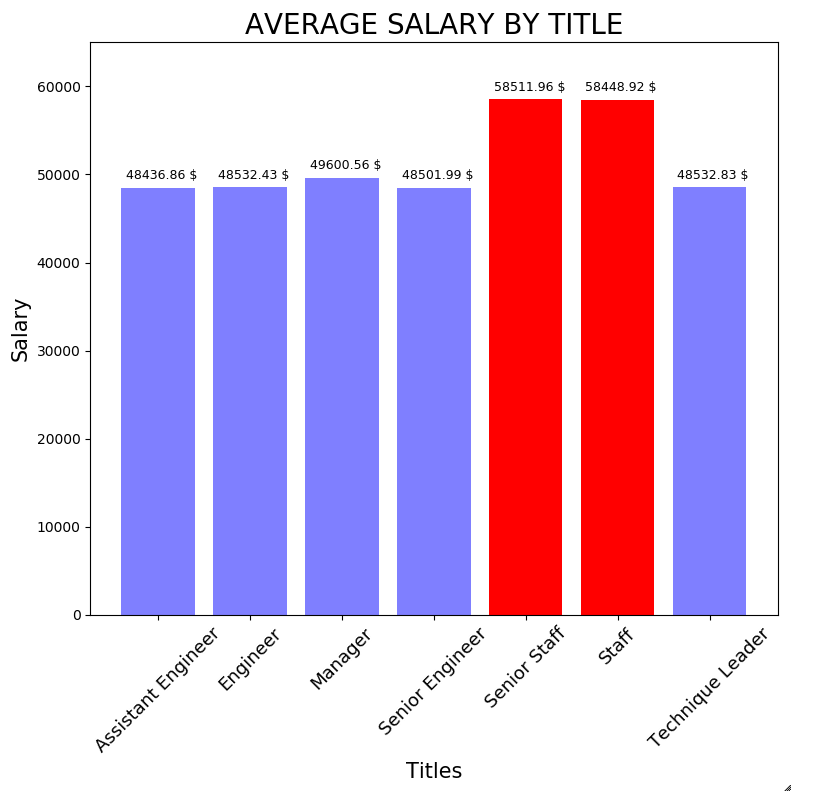 AVERAGE SALARY BY TITLE
60000
50000
40000
30000
20000
10000
0
Salary
48436.86 $
48532.43 $
49600.56 $
48501.99 $
58511.96 $
58448.92 $
48532.83 $
Assistant Engineer
Engineer
Manager
Senior Engineer
Senior Staff
Staff
Technique Leader
Titles